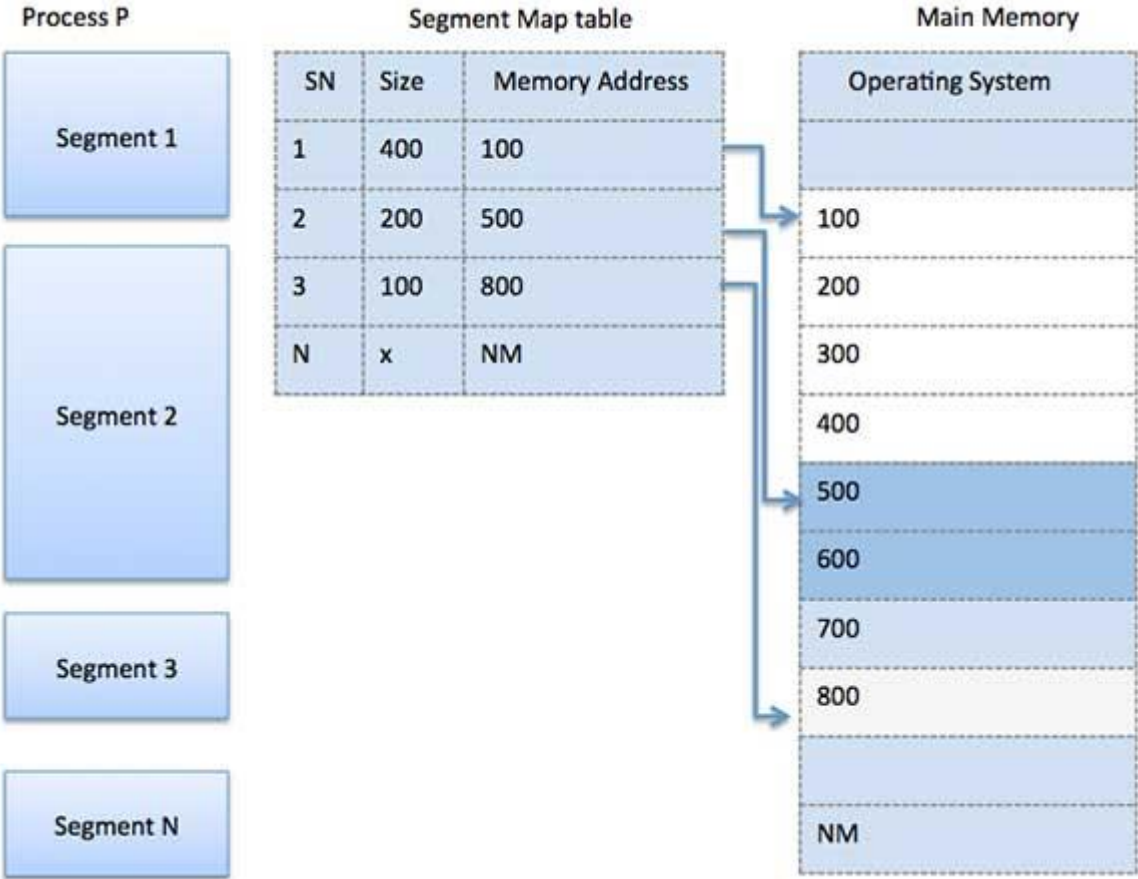 Process P
Segment 1
Segment 2
Segment 3
Segment N
Segment Map table
SN Size Memory Address
1 400 100
2 200 500
3 100 800
N x NM
Main Memory
Operating System
100
200
300
400
500
600
700
800
NM